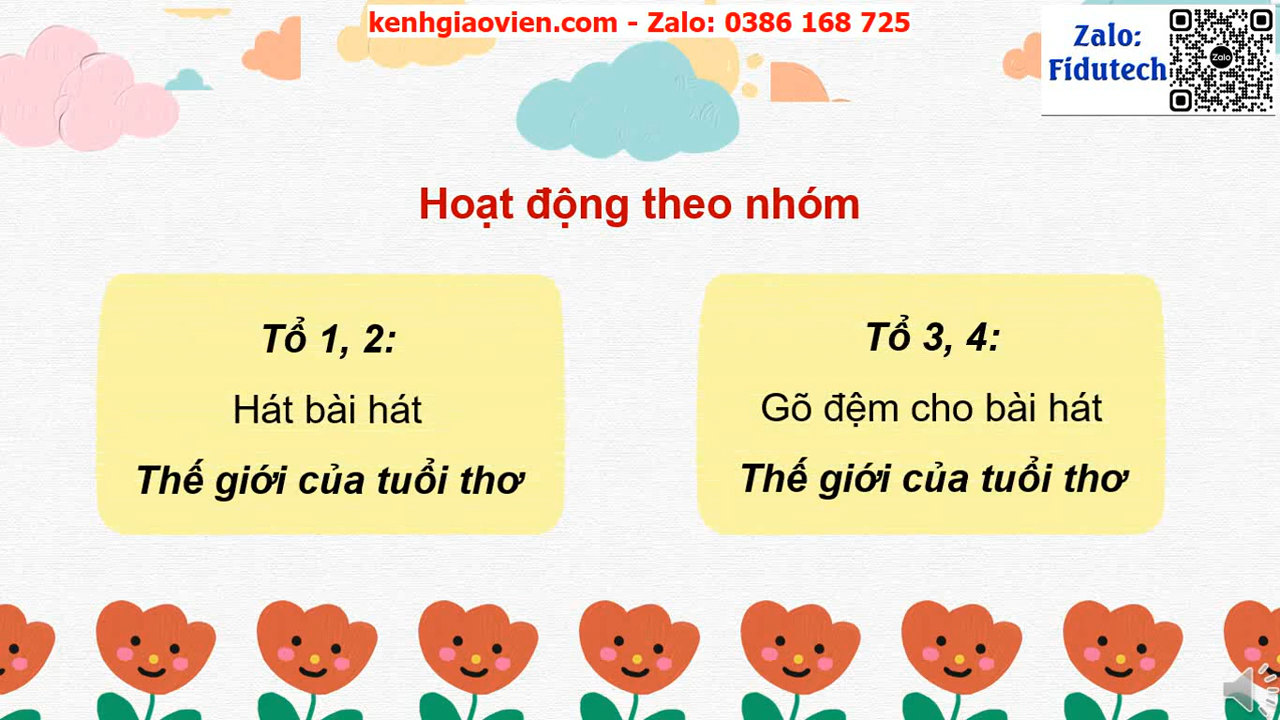 kenhgiaovien.com - Zalo: 0386 168 725
Zalo:
Fidutech
Zalo
Hoạt động theo nhóm
Tổ 1, 2:
Hát bài hát
Thế giới của tuổi thơ
Tổ 3, 4:
Gõ đệm cho bài hát
Thế giới của tuổi thơ